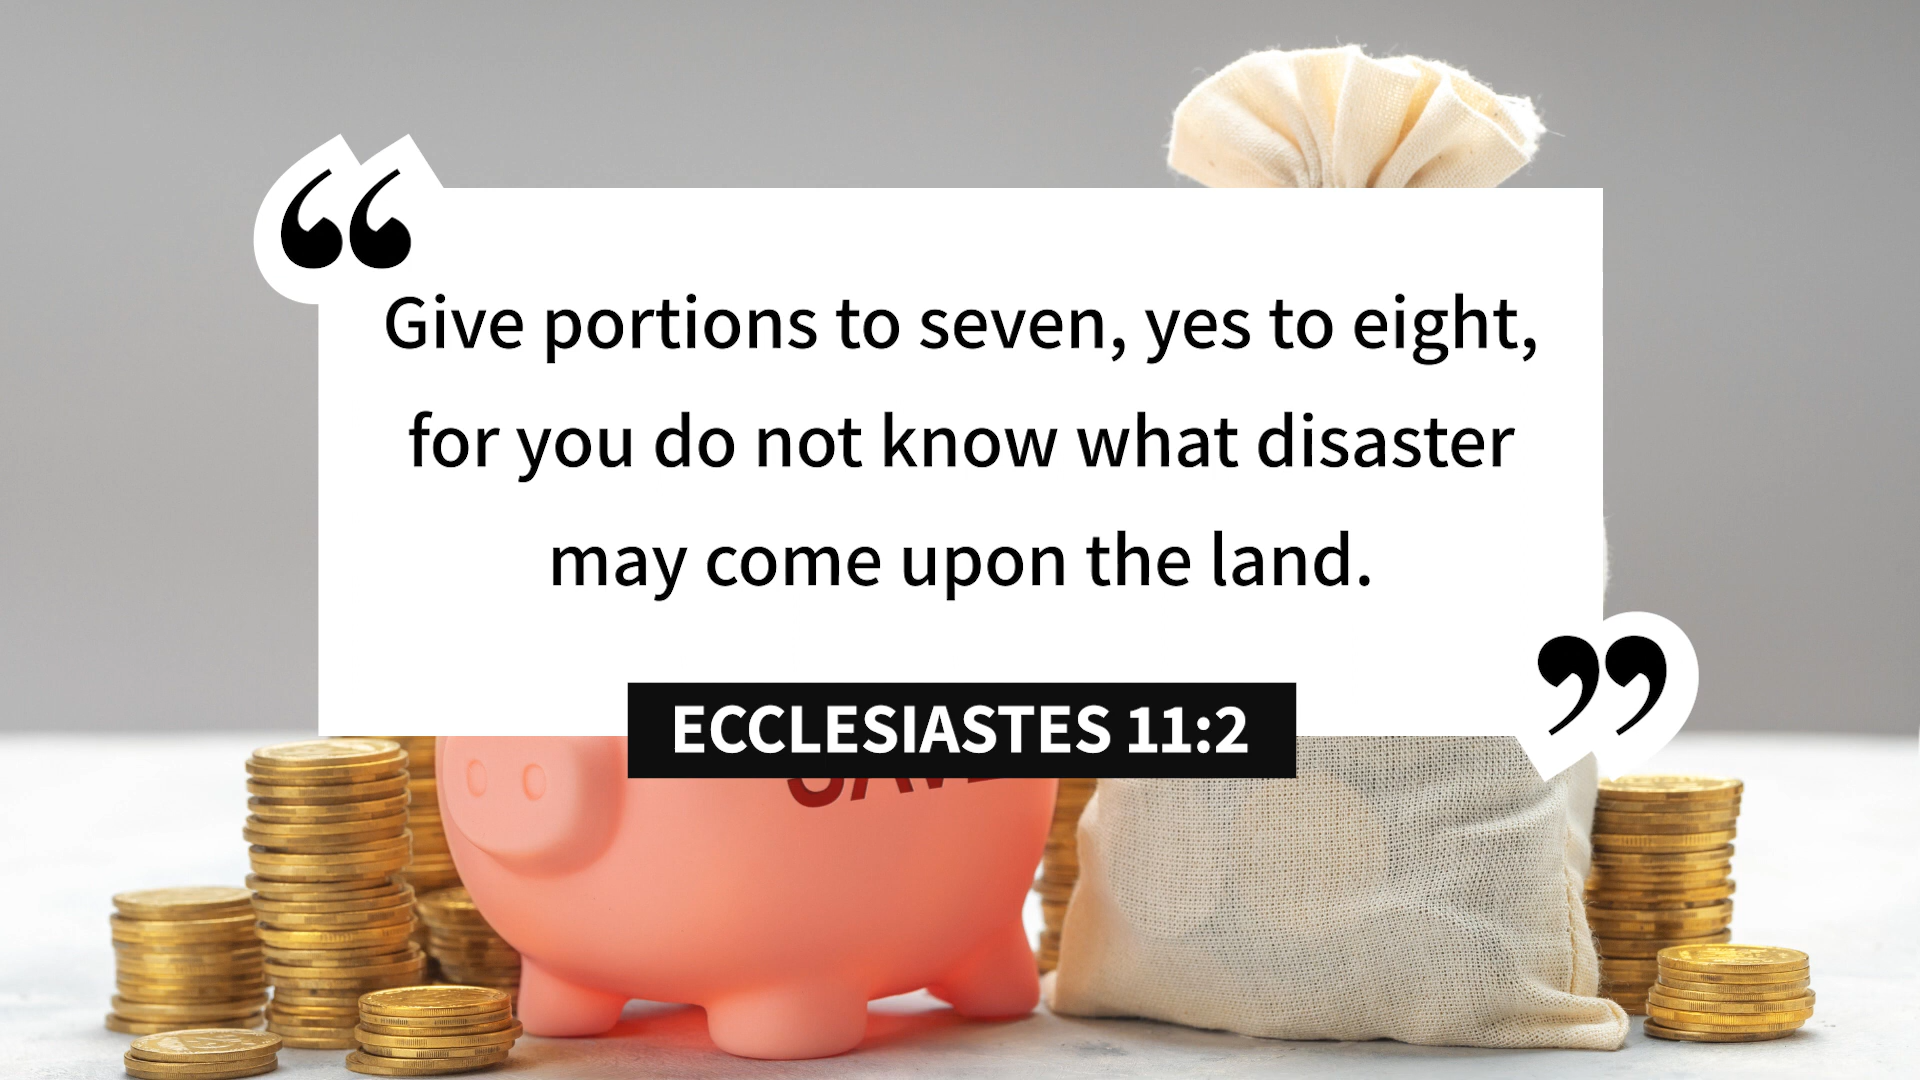 “
Give portions to seven, yes to eight,
for you do not know what disaster
may come upon the land.
”
ECCLESIASTES 11:2